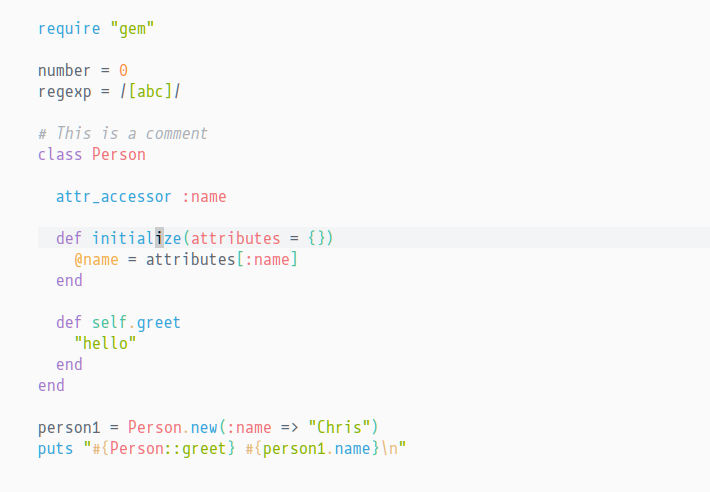 require "gem"

number = 0
regexp = /[abc]/

# This is a comment
class Person

  attr_accessor :name

  def initialize(attributes = {})
    @name = attributes[:name]
  end

  def self.greet
    "hello"
  end
end

person1 = Person.new(:name => "Chris")
puts "#{Person::greet} #{person1.name}\n"